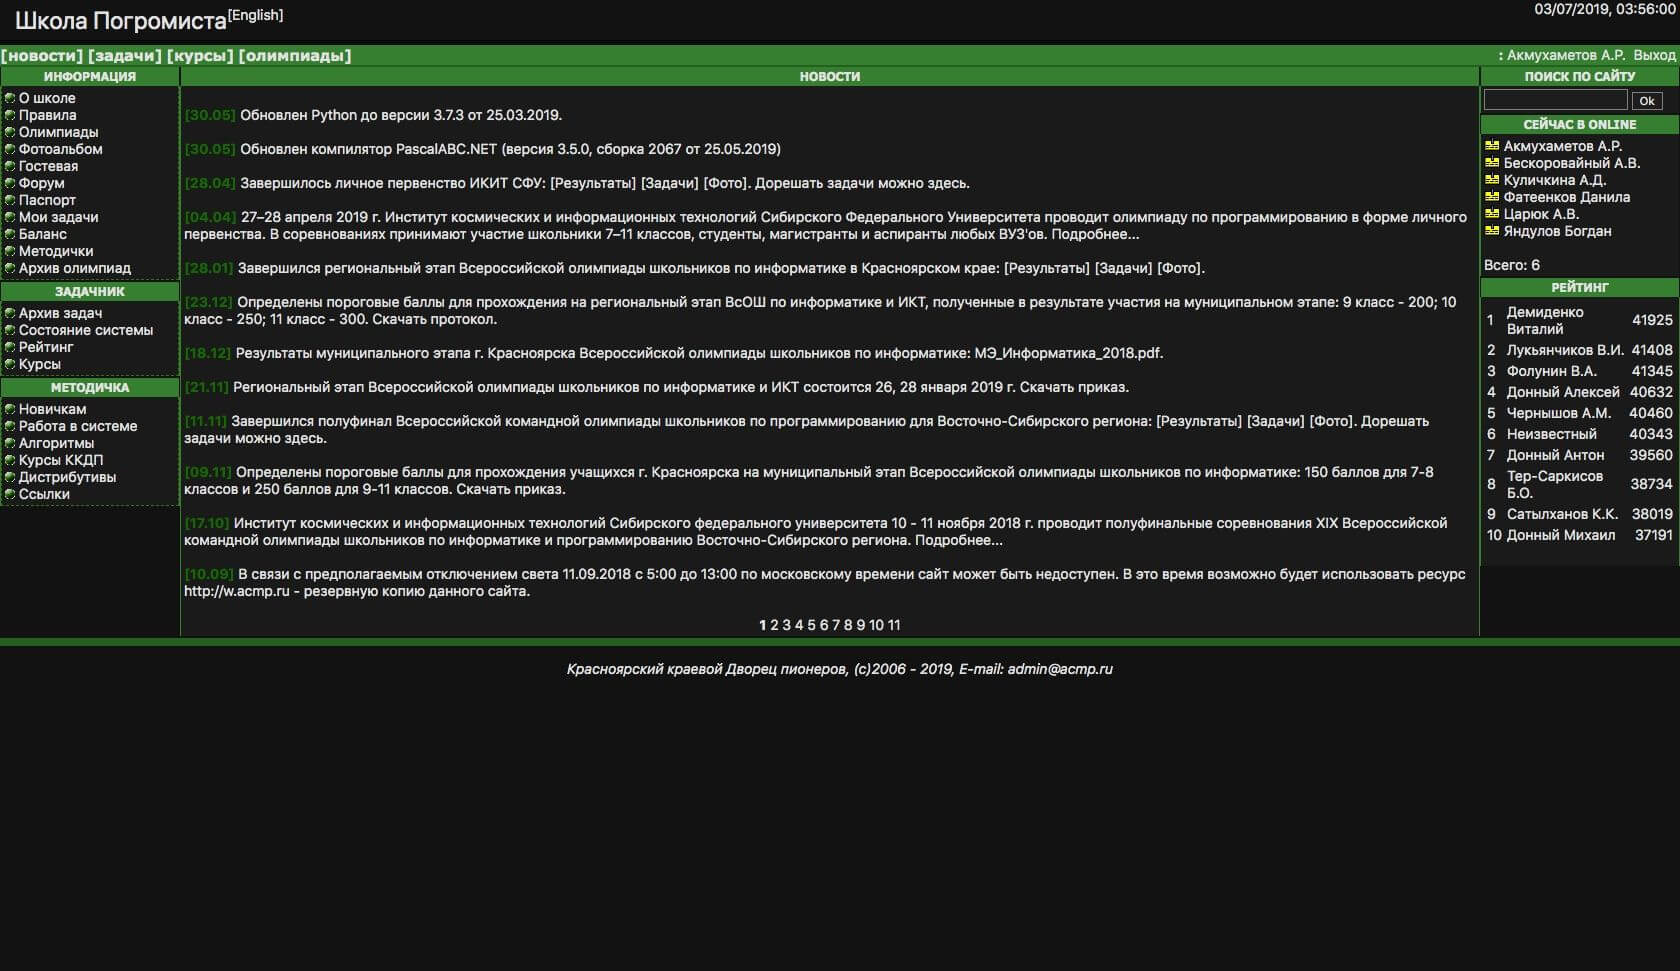 Школа Погромиста[English]
03/07/2019, 03:56:00
[новости] [задачи] [курсы] [олимпиады]
: Акмухаметов А.Р. Выход
ИНФОРМАЦИЯ
О школе
Правила
Олимпиады
Фотоальбом
Гостевая
Форум
Паспорт
Мои задачи
Баланс
Методички
Архив олимпиад
ЗАДАЧНИК
Архив задач
Состояние системы
Рейтинг
Курсы
МЕТОДИЧКА
Новичкам
Работа в системе
Алгоритмы
Курсы ККДП
Дистрибутивы
Ссылки
НОВОСТИ
[30.05] Обновлен Python до версии 3.7.3 от 25.03.2019.
[30.05] Обновлен компилятор PascalABC.NET (версия 3.5.0, сборка 2067 от 25.05.2019)
[28.04] Завершилось личное первенство ИКИТ СФУ: [Результаты] [Задачи] [Фото]. Дорешать задачи можно здесь.
[04.04] 27–28 апреля 2019 г. Институт космических и информационных технологий Сибирского Федерального Университета проводит олимпиаду по программированию в форме личного
первенства. В соревнованиях принимают участие школьники 7–11 классов, студенты, магистранты и аспиранты любых ВУЗ'ов. Подробнее...
[28.01] Завершился региональный этап Всероссийской олимпиады школьников по информатике в Красноярском крае: [Результаты] [Задачи] [Фото].
[23.12] Определены пороговые баллы для прохождения на региональный этап ВсОШ по информатике и ИКТ, полученные в результате участия на муниципальном этапе: 9 класс - 200; 10
класс - 250; 11 класс - 300. Скачать протокол.
[18.12] Результаты муниципального этапа г. Красноярска Всероссийской олимпиады школьников по информатике: МЭ_Информатика_2018.pdf.
[21.11] Региональный этап Всероссийской олимпиады школьников по информатике и ИКТ состоится 26, 28 января 2019 г. Скачать приказ.
[11.11] Завершился полуфинал Всероссийской командной олимпиады школьников по программированию для Восточно-Сибирского региона: [Результаты] [Задачи] [Фото]. Дорешать
задачи можно здесь.
[09.11] Определены пороговые баллы для прохождения учащихся г. Красноярска на муниципальный этап Всероссийской олимпиады школьников по информатике: 150 баллов для 7-8
классов и 250 баллов для 9-11 классов. Скачать приказ.
[17.10] Институт космических и информационных технологий Сибирского федерального университета 10 - 11 ноября 2018 г. проводит полуфинальные соревнования XIX Всероссийской
командной олимпиады школьников по информатике и программированию Восточно-Сибирского региона. Подробнее...
[10.09] В связи с предполагаемым отключением света 11.09.2018 с 5:00 до 13:00 по московскому времени сайт может быть недоступен. В это время возможно будет использовать ресурс
http://w.acmp.ru - резервную копию данного сайта.
1 2 3 4 5 6 7 8 9 10 11
ПОИСК ПО САЙТУ
Ok
СЕЙЧАС В ONLINE
Акмухаметов А.Р.
Бескоровайный А.В.
Куличкина А.Д.
Фатеенков Данила
Царюк А.В.
Яндулов Богдан
Всего: 6
РЕЙТИНГ
1 Демиденко Виталий 41925
2 Лукьянчиков В.И. 41408
3 Фолунин В.А. 41345
4 Донный Алексей 40632
5 Чернышов А.М. 40460
6 Неизвестный 40343
7 Донный Антон 39560
8 Тер-Саркисов Б.О. 38734
9 Сатылханов К.К. 38019
10 Донный Михаил 37191
Красноярский краевой Дворец пионеров, (c)2006 - 2019, E-mail: admin@acmp.ru